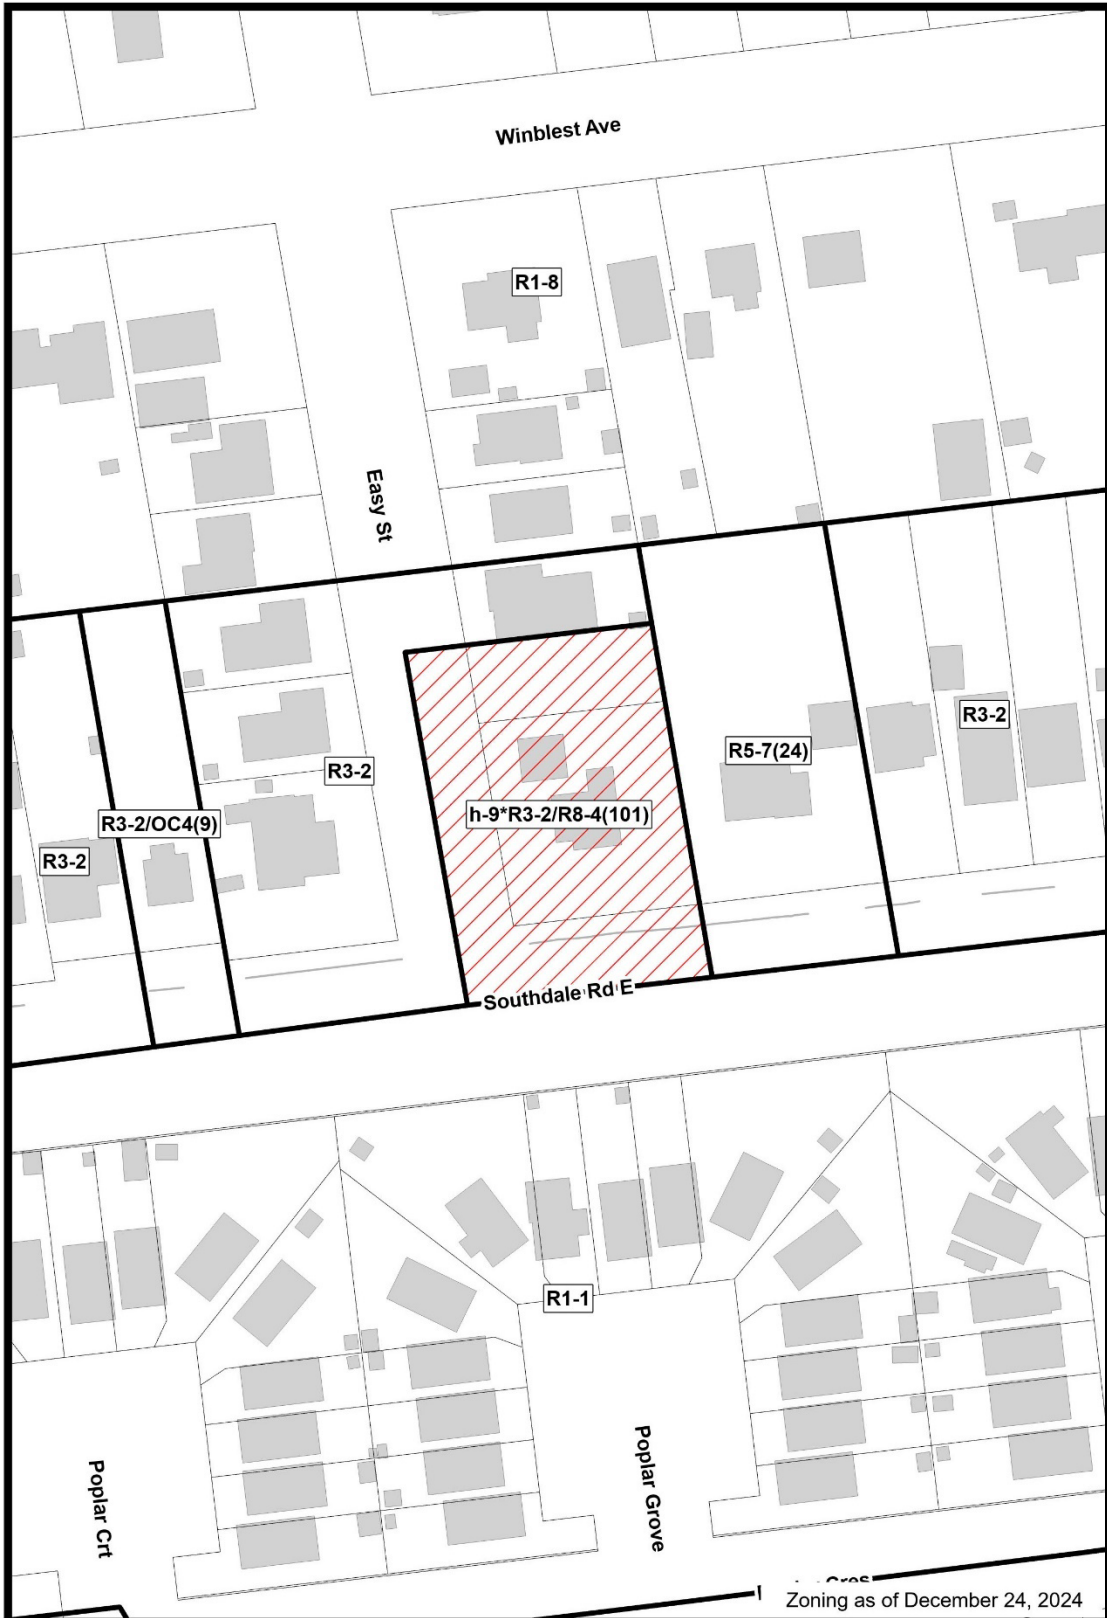 Winblest Ave
R1-8
Easy St
R3-2
R5-7(24)
R3-2
h-9*R3-2/R8-4(101)
R3-2/OC4(9)
R3-2
Southdale Rd E
R1-1
Poplar Grove
Poplar Crt
Cres
Zoning as of December 24, 2024